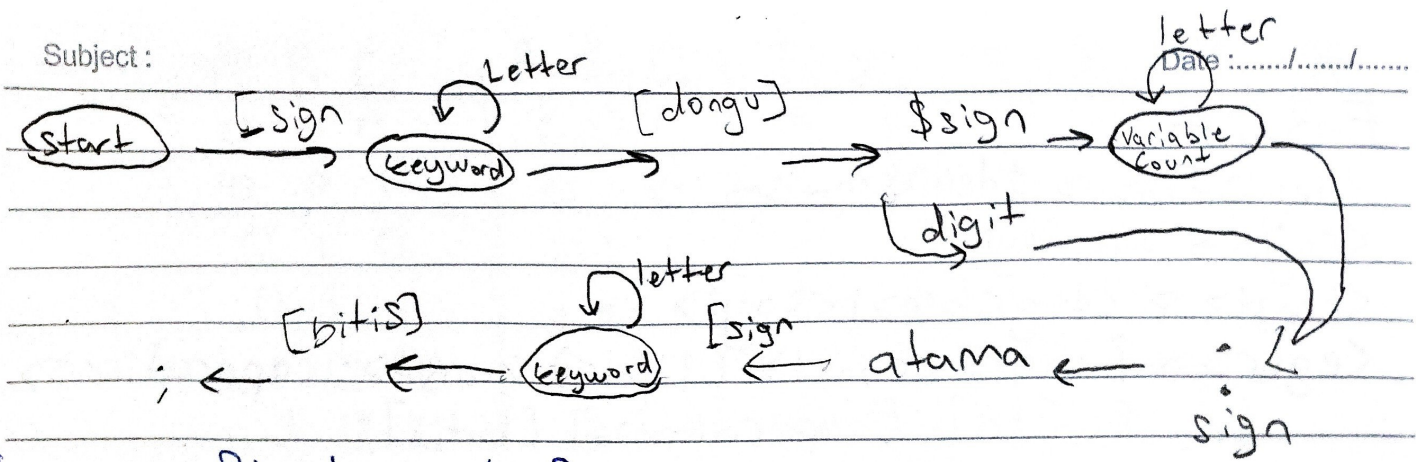 Subject :
letter
Date :......./......./.......
Letter
start [sign keyword [dongu] $sign variable
count
digit
letter
[bitis] keyword [sign atama :
;
sign